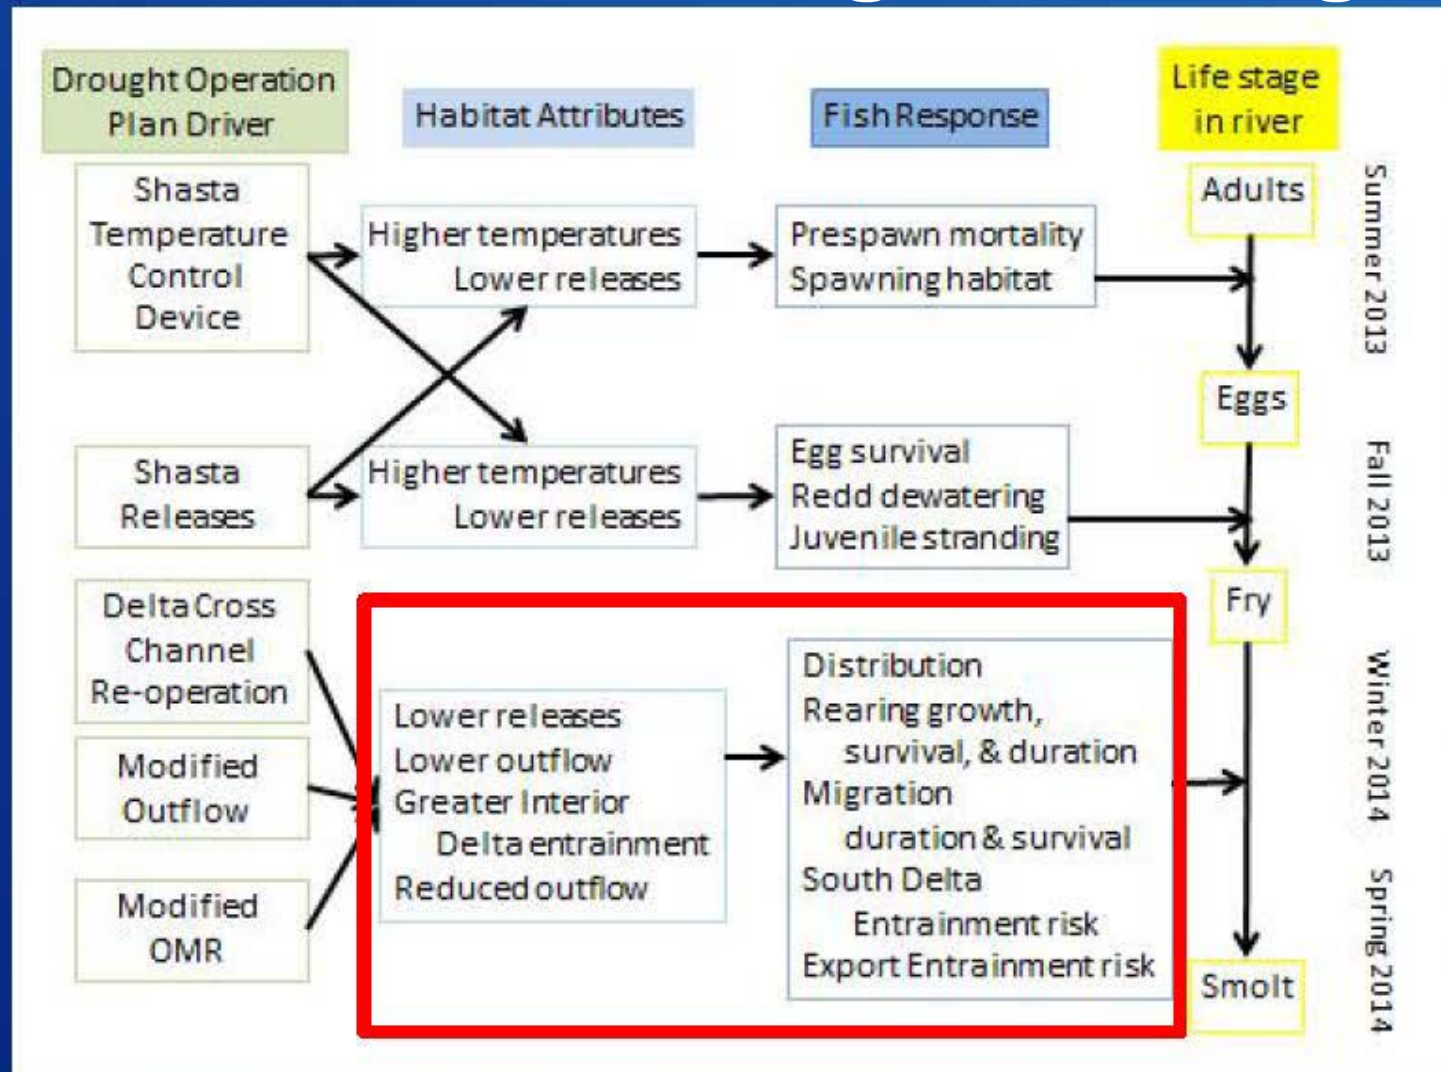 Drought Operation
Plan Driver
Habitat Attributes
Fish Response
Life stage
in river
Shasta
Temperature
Control
Device
Higher temperatures
Lower releases
Prespawn mortality
Spawning habitat
Adults
Summer 2013
Eggs
Shasta
Releases
Higher temperatures
Lower releases
Egg survival
Redd dewatering
Juvenile stranding
Fall 2013
Fry
Delta Cross
Channel
Re-operation
Modified
Outflow
Modified
OMR
Lower releases
Lower outflow
Greater Interior
Delta entrainment
Reduced outflow
Distribution
Rearing growth,
survival, & duration
Migration
duration & survival
South Delta
Entrainment risk
Export Entrainment risk
Winter 2014
Spring 2014
Smolt